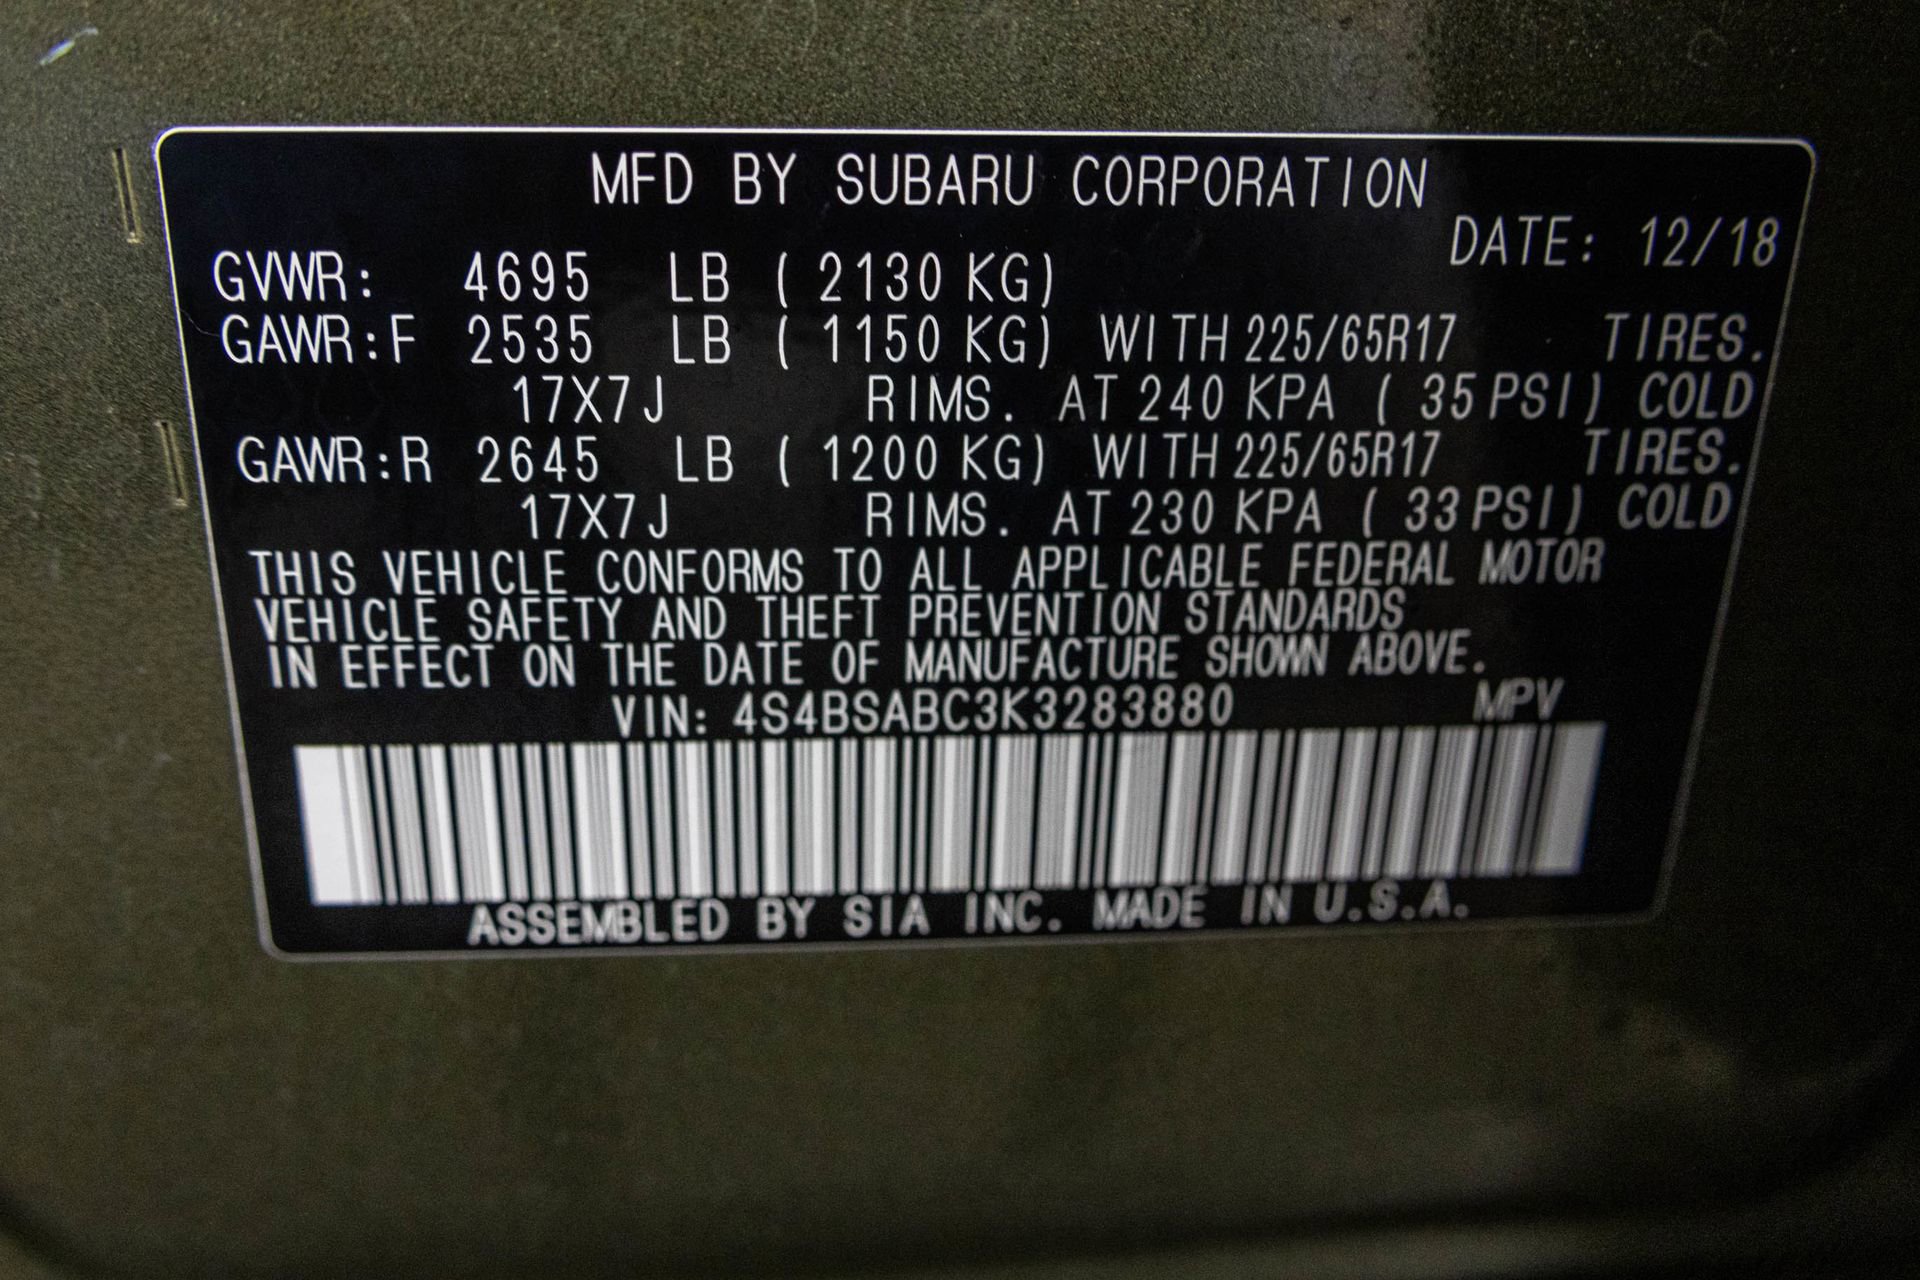 MFD BY SUBARU CORPORATION
DATE: 12/18
GVWR: 4695 LB ( 2130 KG)
GAWR:F 2535 LB ( 1150 KG) WITH 225/65R17 TIRES.
17X7J RIMS. AT 240 KPA ( 35 PSI) COLD
GAWR:R 2645 LB ( 1200 KG) WITH 225/65R17 TIRES.
17X7J RIMS. AT 230 KPA ( 33 PSI) COLD
THIS VEHICLE CONFORMS TO ALL APPLICABLE FEDERAL MOTOR
VEHICLE SAFETY AND THEFT PREVENTION STANDARDS
IN EFFECT ON THE DATE OF MANUFACTURE SHOWN ABOVE.
VIN: 4S4BSABC3K3283880 MPV
ASSEMBLED BY SIA INC. MADE IN U.S.A.